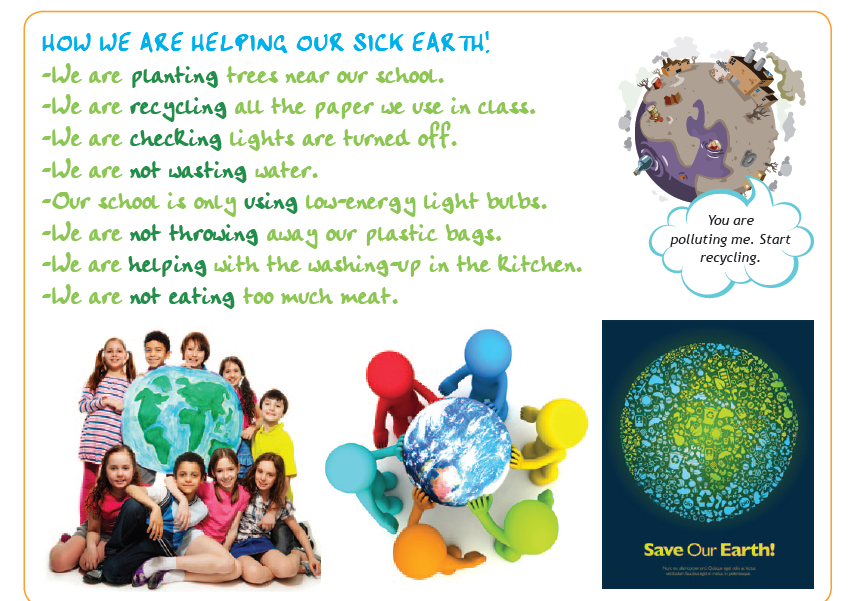 HOW WE ARE HELPING OUR SICK EARTH!
-We are planting trees near our school.
-We are recycling all the paper we use in class.
-We are checking lights are turned off.
-We are not wasting water.
-Our school is only using low-energy light bulbs.
-We are not throwing away our plastic bags.
-We are helping with the washing-up in the kitchen.
-We are not eating too much meat.
You are
polluting me. Start
recycling.
Save Our Earth!